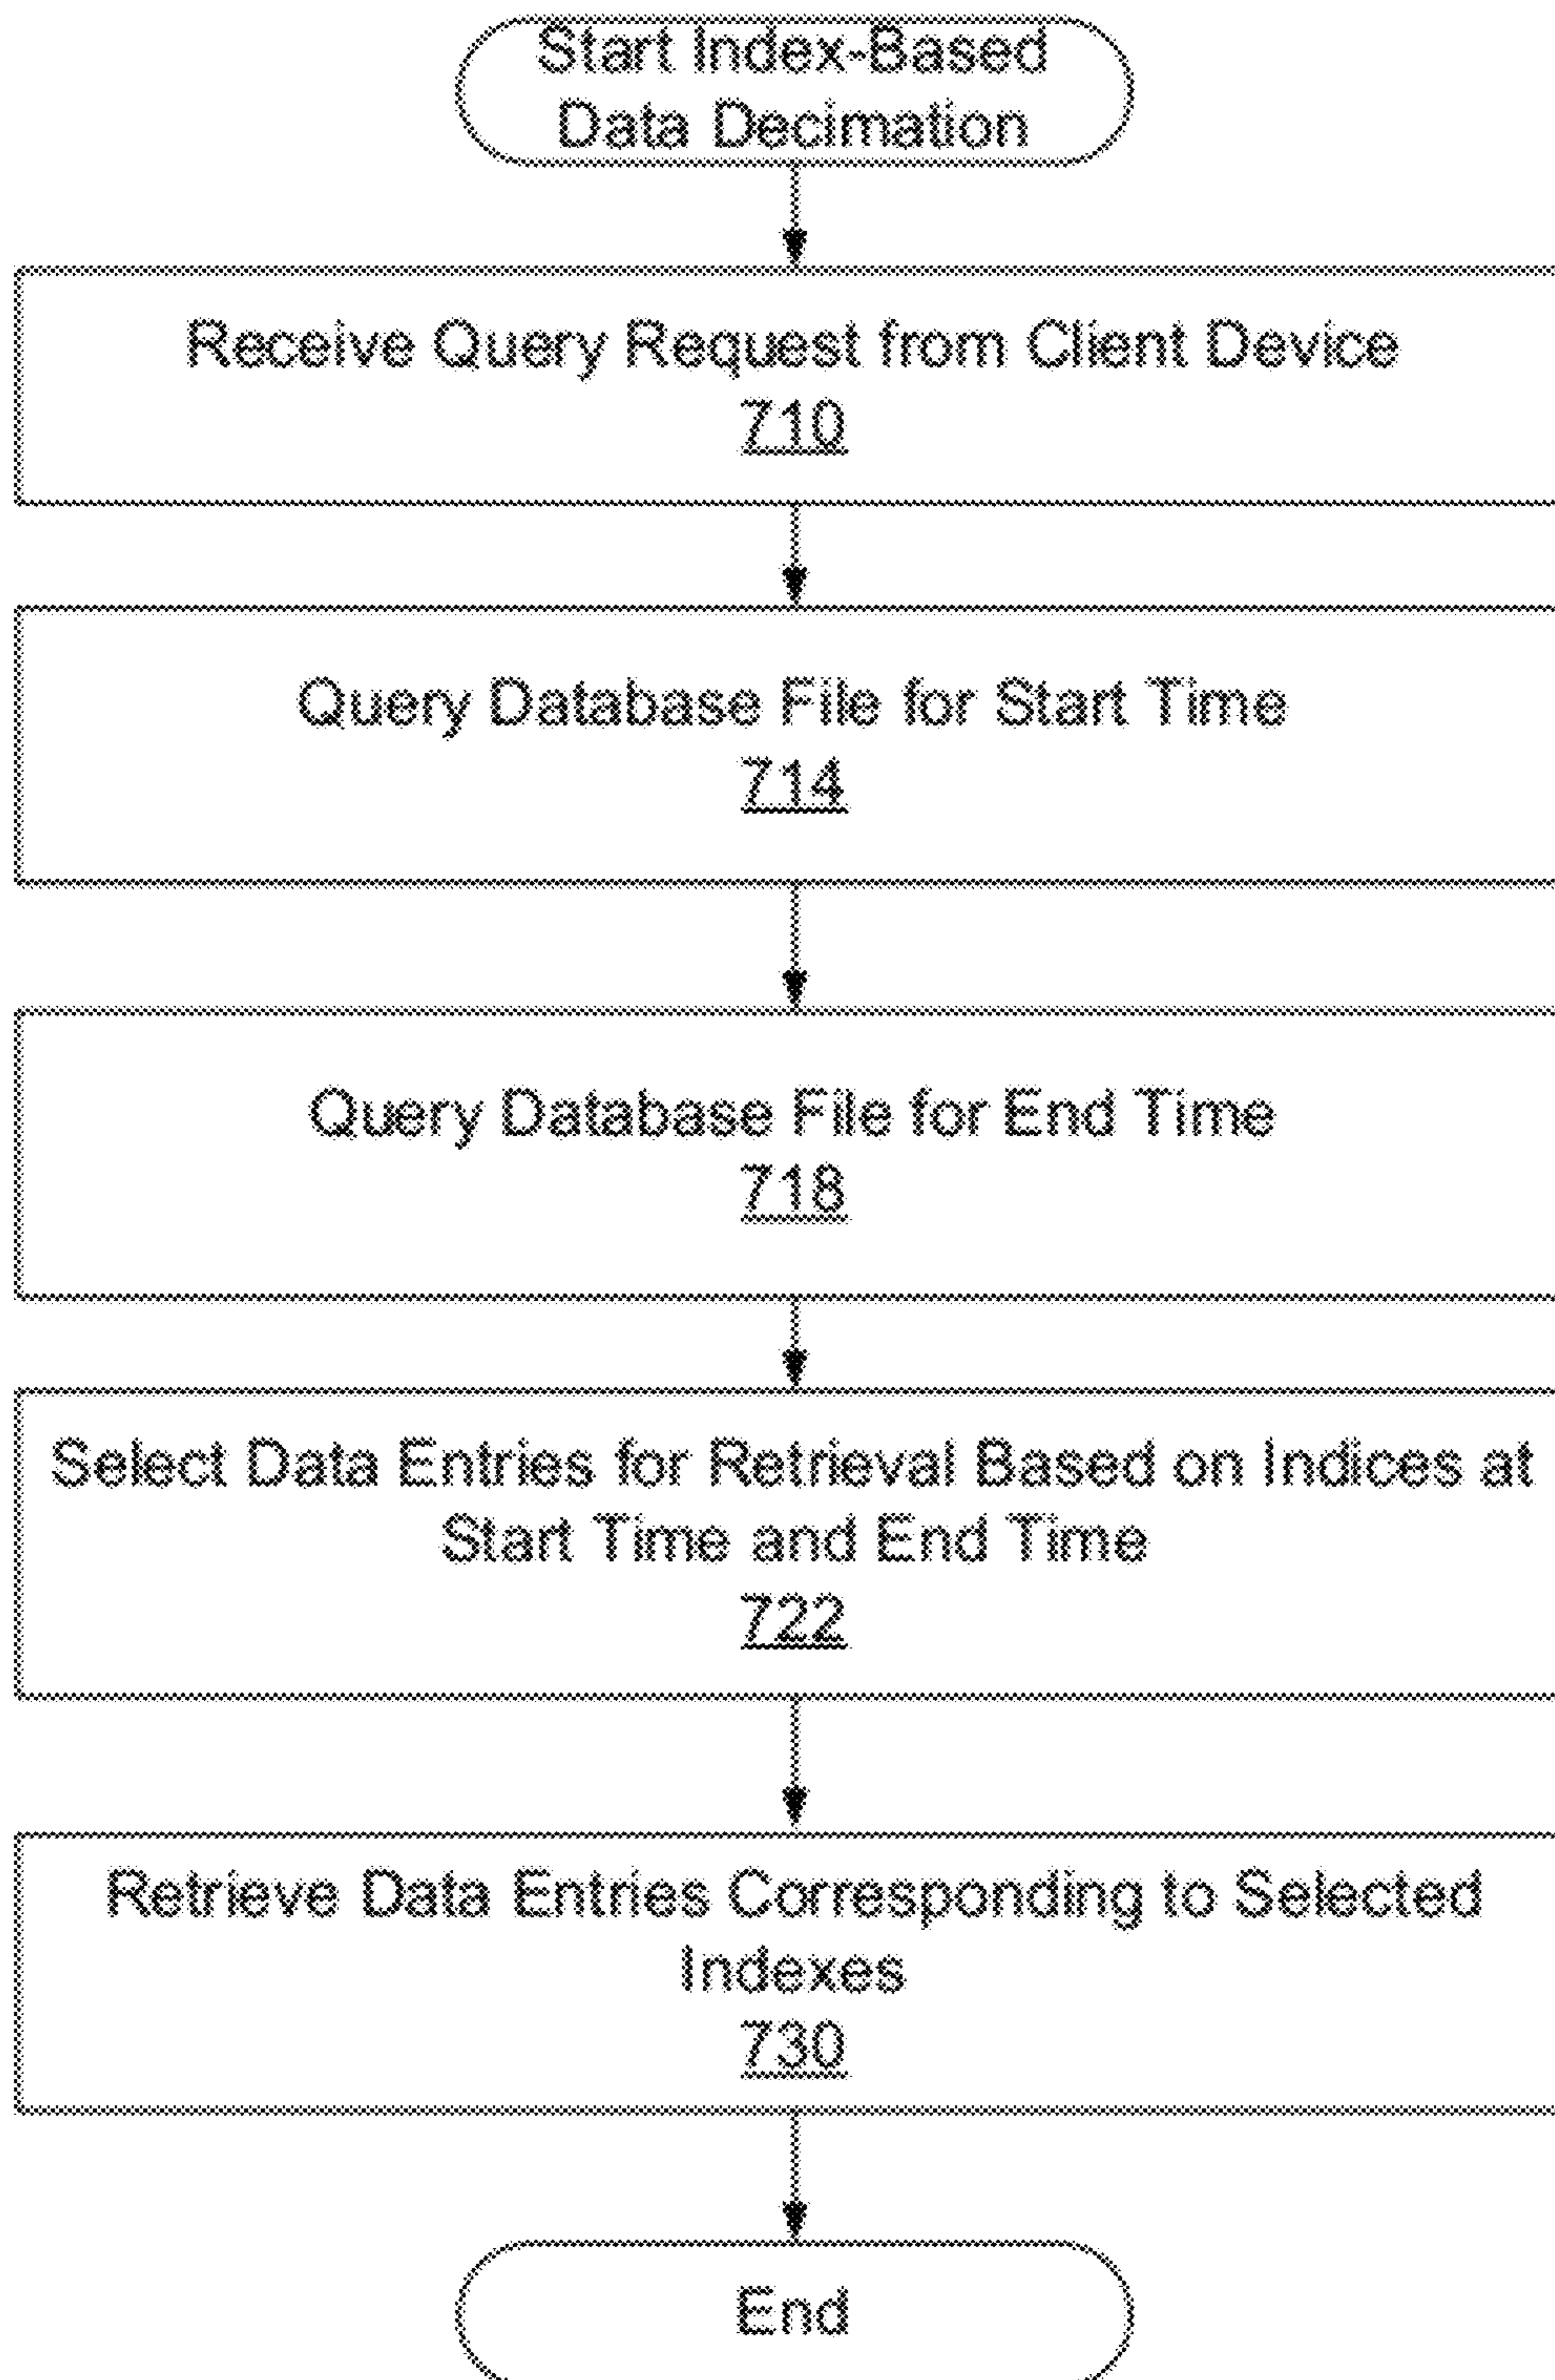 Start Index-Based
Data Decimation
Receive Query Request from Client Device
710
Query Database File for Start Time
714
Query Database File for End Time
718
Select Data Entries for Retrieval Based on Indices at
Start Time and End Time
722
Retrieve Data Entries Corresponding to Selected
Indexes
730
End